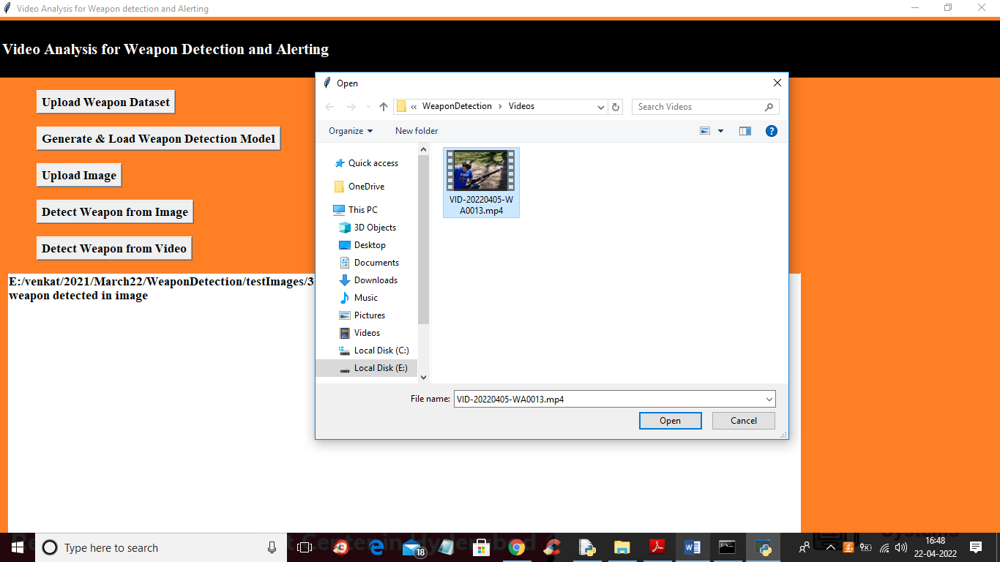 Video Analysis for Weapon detection and Alerting
Video Analysis for Weapon Detection and Alerting
Upload Weapon Dataset
Generate & Load Weapon Detection Model
Upload Image
Detect Weapon from Image
Detect Weapon from Video
E:/venkat/2021/March22/WeaponDetection/testImages/3
weapon detected in image
Open
« WeaponDetection › Videos
Search Videos
Organize
New folder
Quick access
OneDrive
This PC
3D Objects
Desktop
Documents
Downloads
Music
Pictures
Videos
Local Disk (C:)
Local Disk (E:)
VID-20220405-W
A0013.mp4
File name: VID-20220405-WA0013.mp4
Open Cancel
Type here to search
18
16:48
22-04-2022